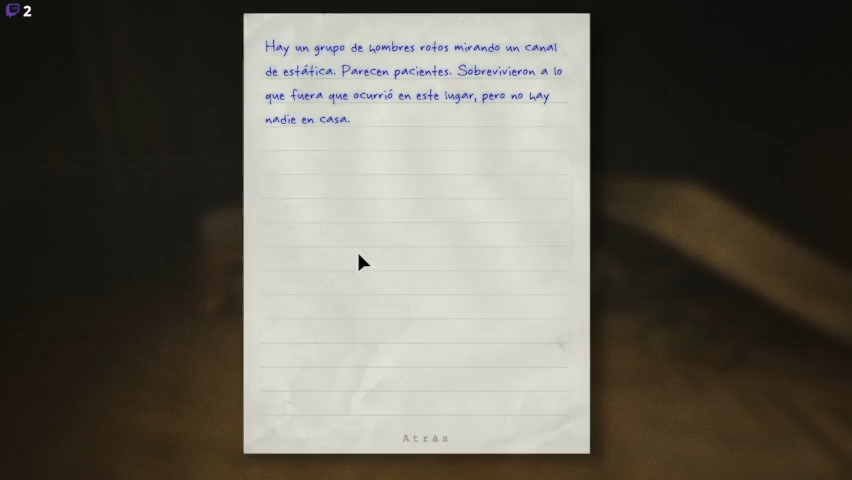 2
Hay un grupo de hombres rotos mirando un canal
de estática. Parecen pacientes. Sobrevivieron a lo
que fuera que ocurrió en este lugar, pero no hay
nadie en casa.
Atrás